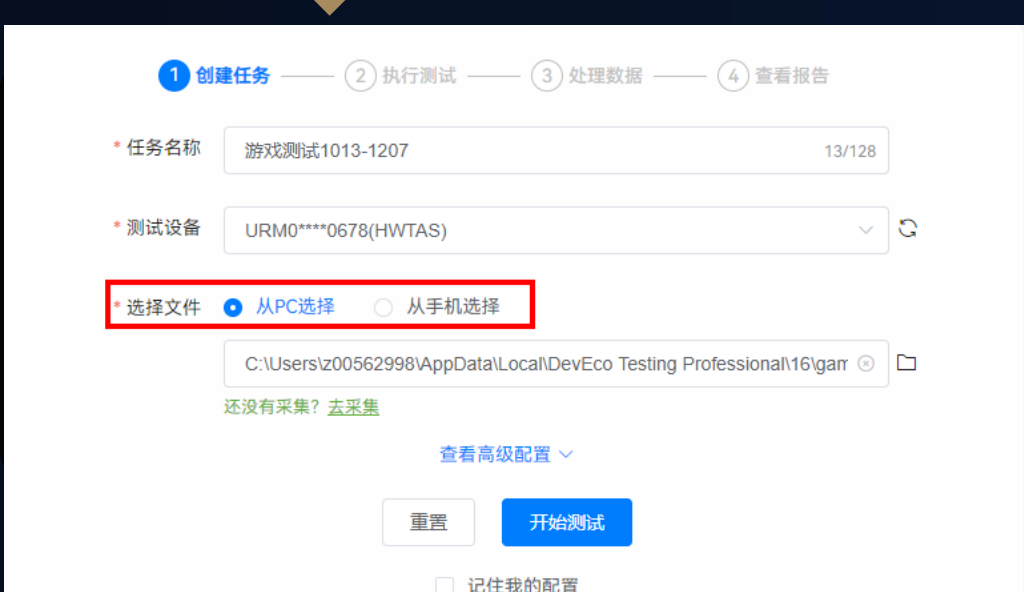 1 创建任务 2 执行测试 3 处理数据 4 查看报告
* 任务名称 游戏测试1013-1207 13/128
* 测试设备 URM0****0678(HWTAS)
* 选择文件 从PC选择 从手机选择
C:\Users\z00562998\AppData\Local\DevEco Testing Professional\16\gam
还没有采集? 去采集
查看高级配置
重置 开始测试
记住我的配置